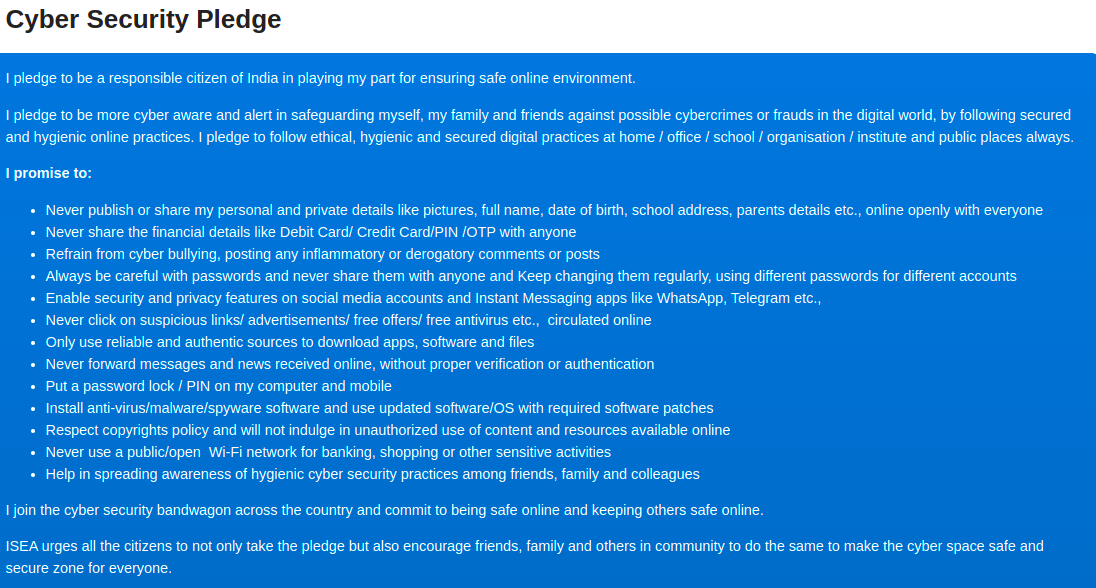 Cyber Security Pledge
I pledge to be a responsible citizen of India in playing my part for ensuring safe online environment.
I pledge to be more cyber aware and alert in safeguarding myself, my family and friends against possible cybercrimes or frauds in the digital world, by following secured
and hygienic online practices. I pledge to follow ethical, hygienic and secured digital practices at home / office / school / organisation / institute and public places always.
I promise to:
• Never publish or share my personal and private details like pictures, full name, date of birth, school address, parents details etc., online openly with everyone
• Never share the financial details like Debit Card/ Credit Card/PIN /OTP with anyone
• Refrain from cyber bullying, posting any inflammatory or derogatory comments or posts
• Always be careful with passwords and never share them with anyone and Keep changing them regularly, using different passwords for different accounts
• Enable security and privacy features on social media accounts and Instant Messaging apps like WhatsApp, Telegram etc.,
• Never click on suspicious links/ advertisements/ free offers/ free antivirus etc.,  circulated online
• Only use reliable and authentic sources to download apps, software and files
• Never forward messages and news received online, without proper verification or authentication
• Put a password lock / PIN on my computer and mobile
• Install anti-virus/malware/spyware software and use updated software/OS with required software patches
• Respect copyrights policy and will not indulge in unauthorized use of content and resources available online
• Never use a public/open  Wi-Fi network for banking, shopping or other sensitive activities
• Help in spreading awareness of hygienic cyber security practices among friends, family and colleagues
I join the cyber security bandwagon across the country and commit to being safe online and keeping others safe online.
ISEA urges all the citizens to not only take the pledge but also encourage friends, family and others in community to do the same to make the cyber space safe and
secure zone for everyone.